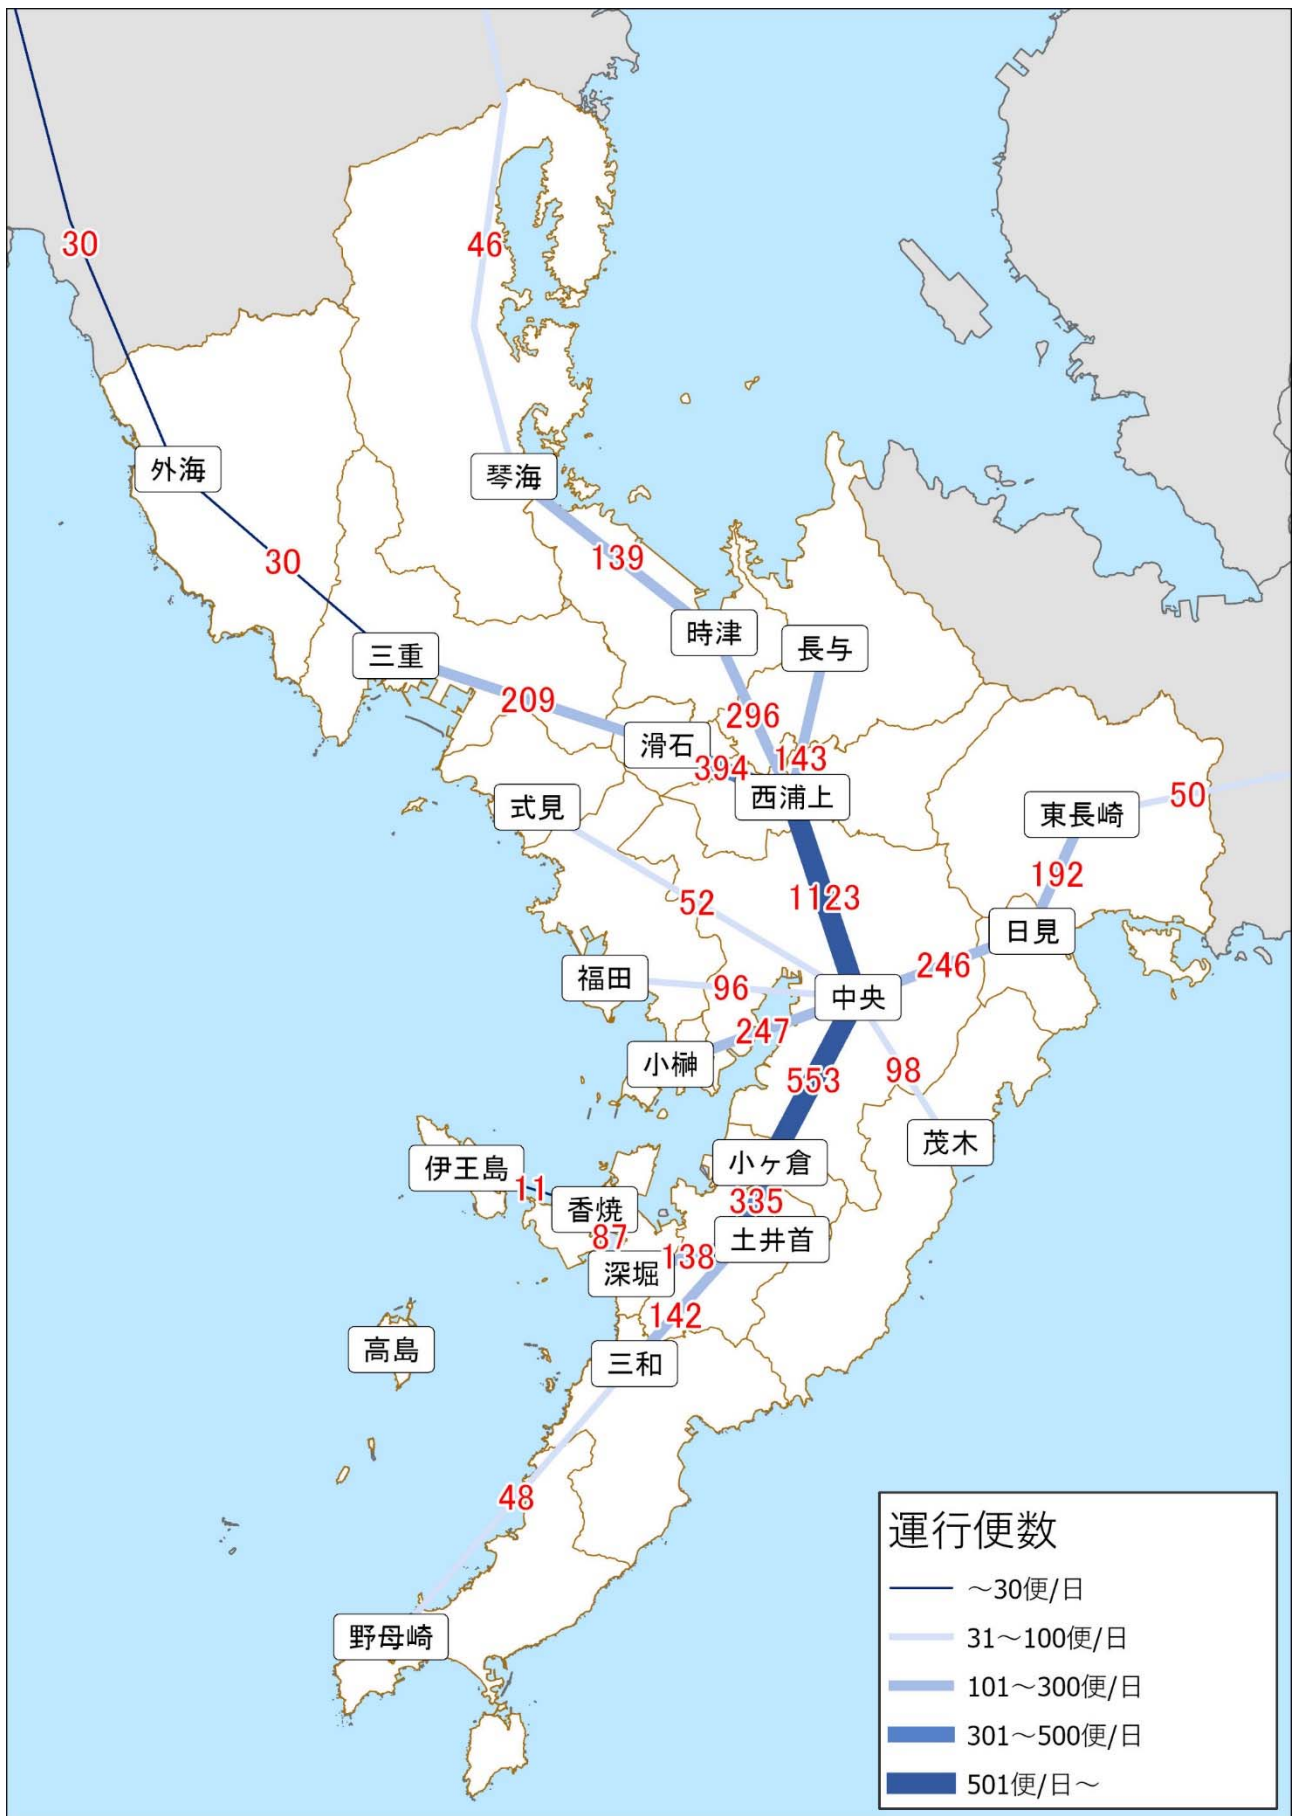 30
46
外海
琴海
30
139
時津
長与
三重
209
滑石
296
143
394
西浦上
50
式見
東長崎
192
52
1123
日見
246
福田
96
中央
247
小榊
553
98
茂木
小ヶ倉
伊王島
11
香焼
335
87
土井首
138
深堀
142
高島
三和
48
野母崎
運行便数
～30便/日
31～100便/日
101～300便/日
301～500便/日
501便/日～